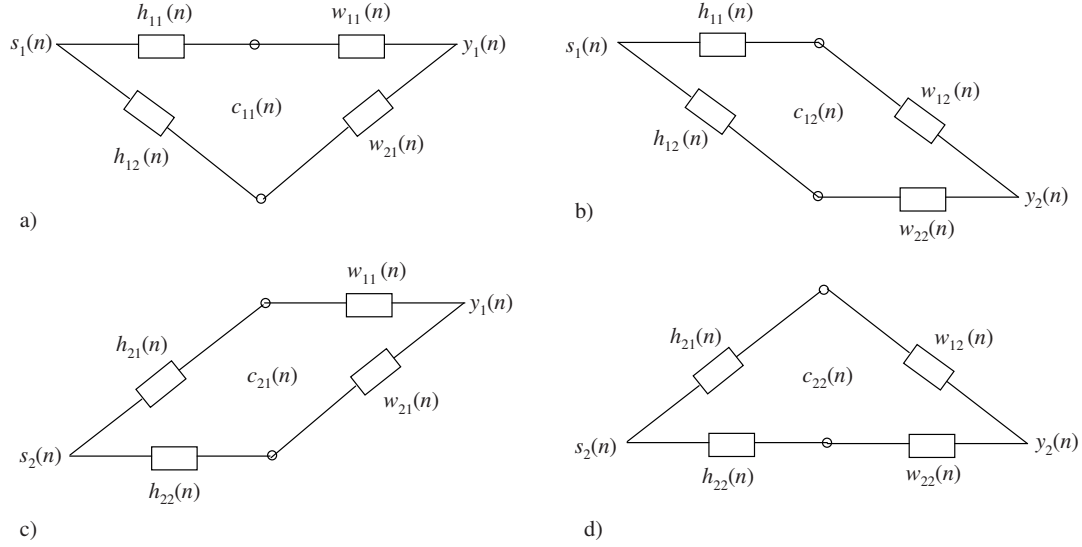 h₁₁(n)
w₁₁(n)
s₁(n)
y₁(n)
c₁₁(n)
h₁₂(n)
w₂₁(n)
a)
h₁₁(n)
s₁(n)
w₁₂(n)
c₁₂(n)
h₁₂(n)
y₂(n)
w₂₂(n)
b)
w₁₁(n)
y₁(n)
h₂₁(n)
c₂₁(n)
w₂₁(n)
s₂(n)
h₂₂(n)
c)
h₂₁(n)
w₁₂(n)
c₂₂(n)
s₂(n)
y₂(n)
h₂₂(n)
w₂₂(n)
d)